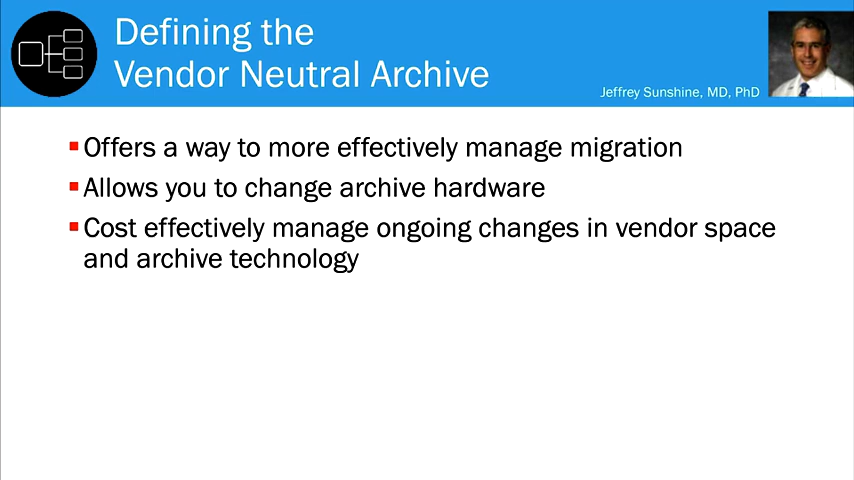 Defining the
Vendor Neutral Archive
Jeffrey Sunshine, MD, PhD
Offers a way to more effectively manage migration
Allows you to change archive hardware
Cost effectively manage ongoing changes in vendor space
and archive technology